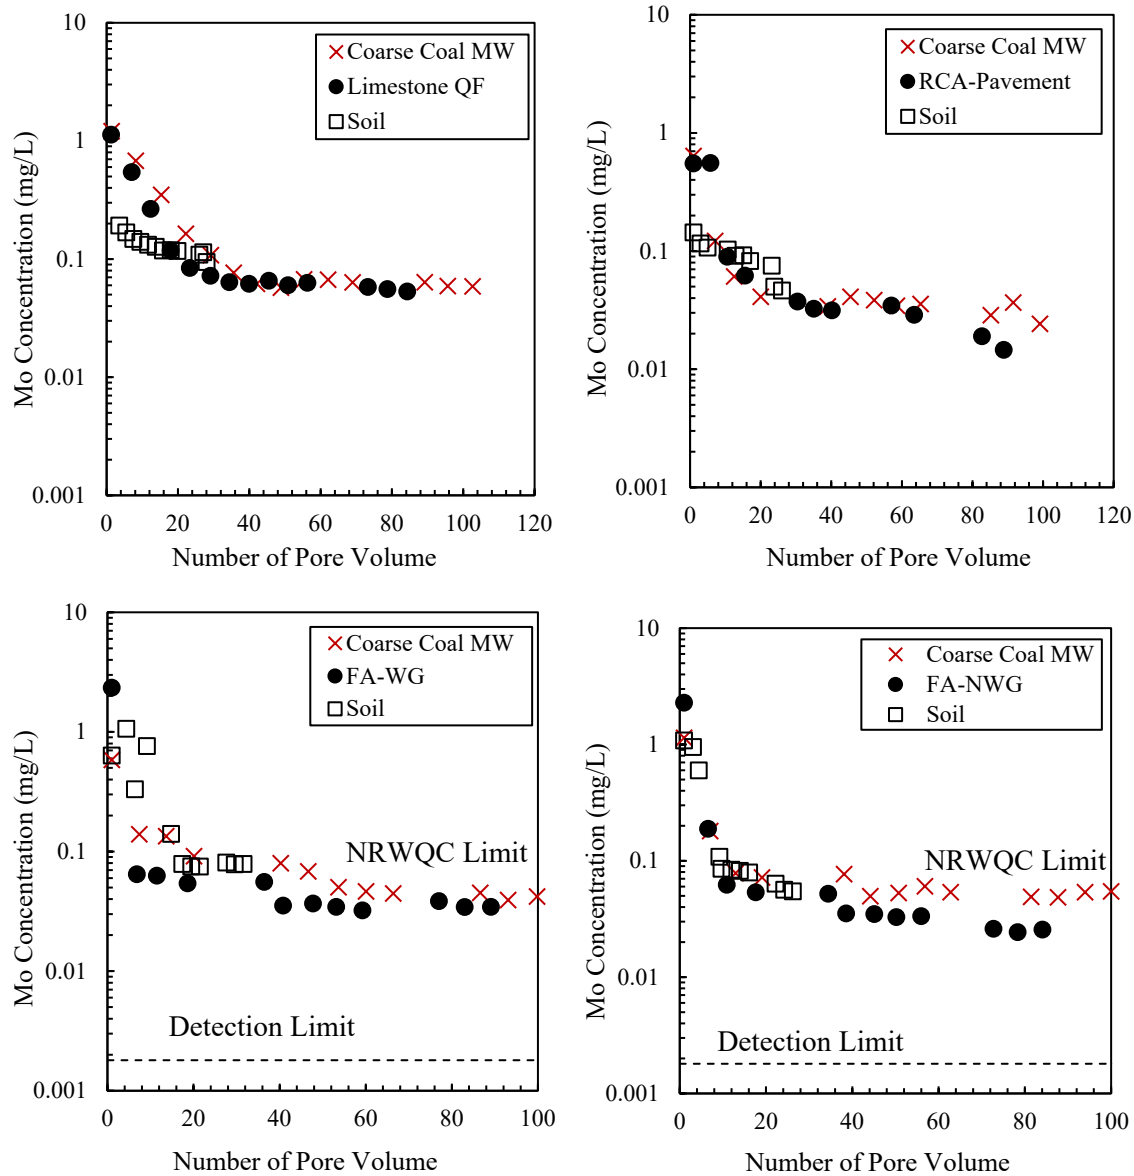 10
1
0.1
0.01
0.001
Mo Concentration (mg/L)
Coarse Coal MW
Limestone QF
Soil
0 20 40 60 80 100 120
Number of Pore Volume
10
1
0.1
0.01
0.001
Mo Concentration (mg/L)
Coarse Coal MW
RCA-Pavement
Soil
0 20 40 60 80 100 120
Number of Pore Volume
10
1
0.1
0.01
0.001
Mo Concentration (mg/L)
Coarse Coal MW
FA-WG
Soil
NRWQC Limit
Detection Limit
0 20 40 60 80 100
Number of Pore Volume
10
1
0.1
0.01
0.001
Mo Concentration (mg/L)
Coarse Coal MW
FA-NWG
Soil
NRWQC Limit
Detection Limit
0 20 40 60 80 100
Number of Pore Volume